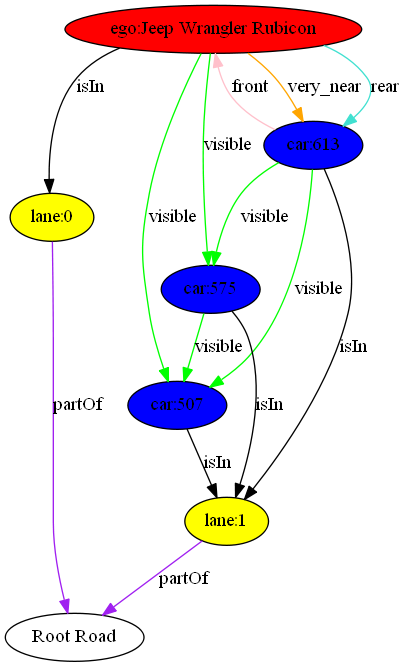 ego:Jeep Wrangler Rubicon
isIn
front
very_near
rear
car:613
visible
lane:0
visible
visible
car:575
visible
visible
isIn
partOf
car:507
isIn
isIn
lane:1
partOf
Root Road